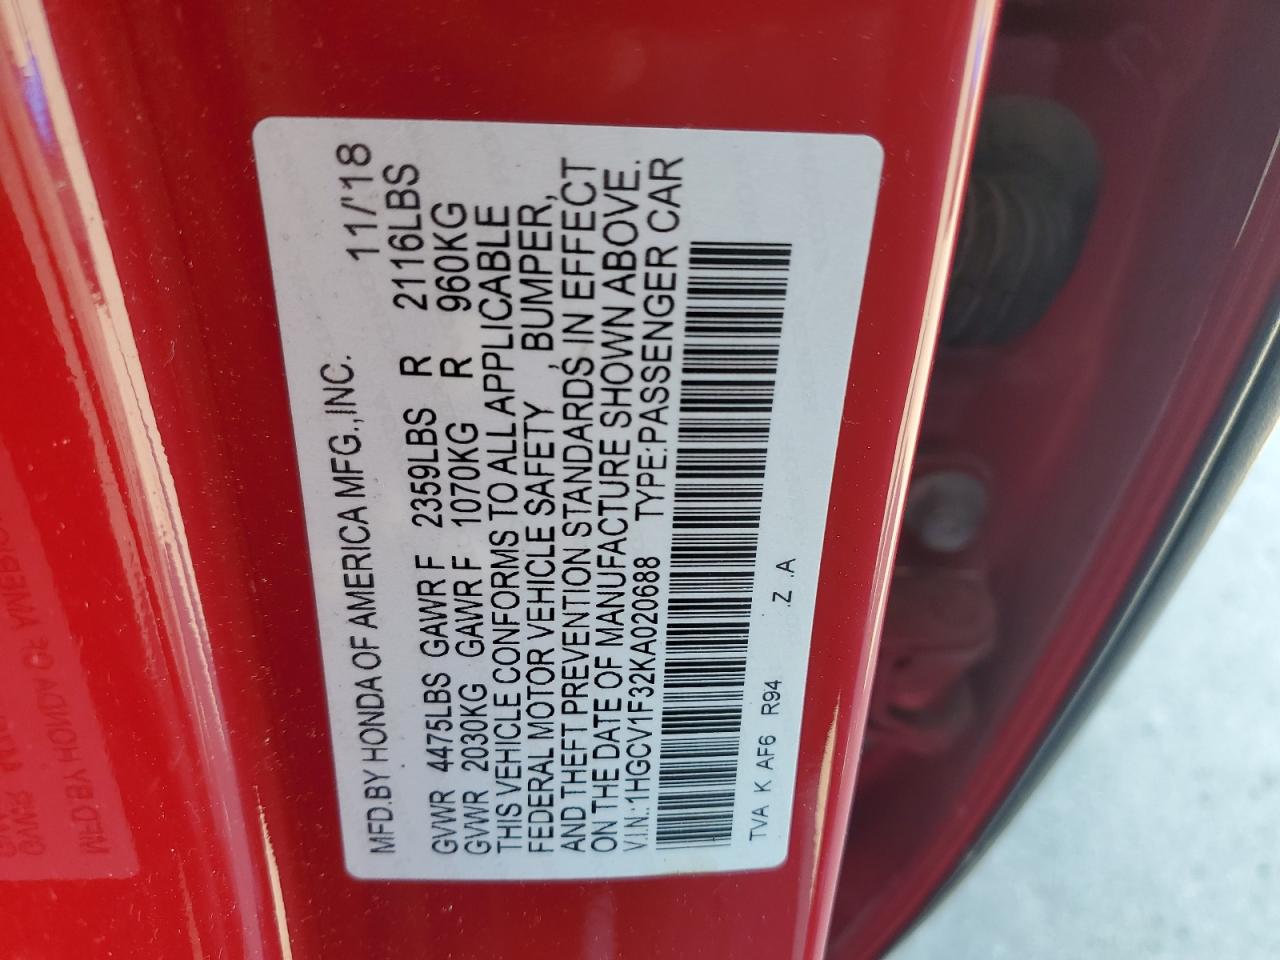 MFD.BY HONDA OF AMERICA MFG.,INC. 11/'18
GVWR 4475LBS GAWR F 2359LBS R 2116LBS
GVWR 2030KG GAWR F 1070KG R 960KG
THIS VEHICLE CONFORMS TO ALL APPLICABLE
FEDERAL MOTOR VEHICLE SAFETY, BUMPER,
AND THEFT PREVENTION STANDARDS, IN EFFECT
ON THE DATE OF MANUFACTURE SHOWN ABOVE.
V.I.N.:1HGCV1F32KA020688 TYPE:PASSENGER CAR
TVA K AF6 R94 .Z .A